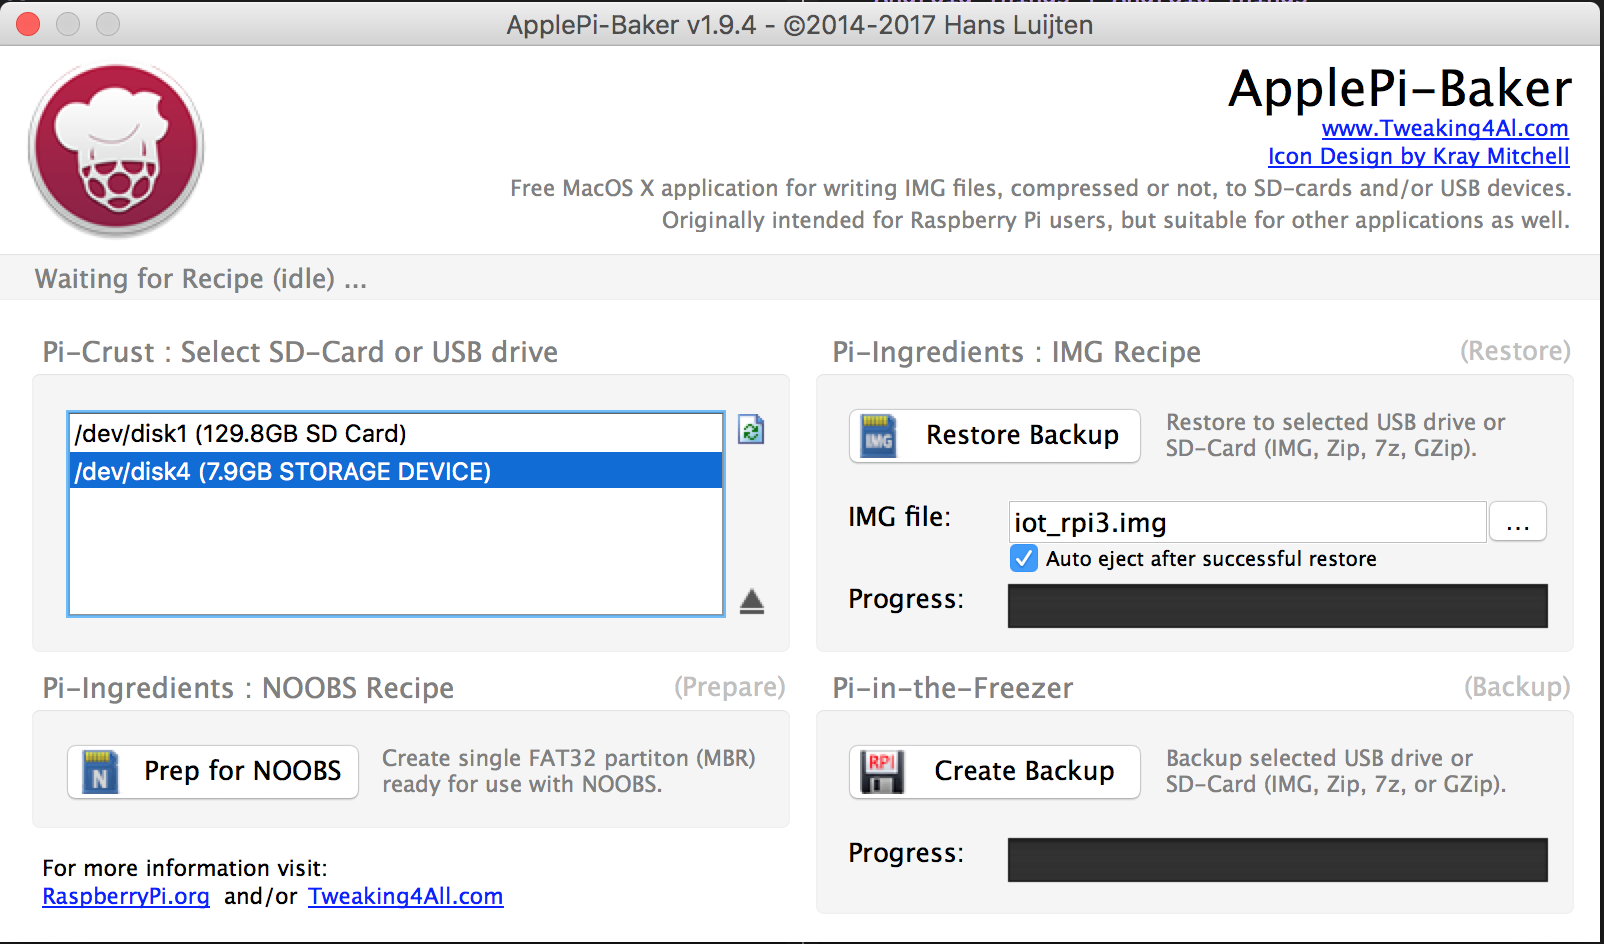 ApplePi-Baker v1.9.4 - ©2014-2017 Hans Luijten
ApplePi-Baker
www.Tweaking4Al.com
Icon Design by Kray Mitchell
Free MacOS X application for writing IMG files, compressed or not, to SD-cards and/or USB devices.
Originally intended for Raspberry Pi users, but suitable for other applications as well.
Waiting for Recipe (idle) ...
Pi-Crust : Select SD-Card or USB drive
/dev/disk1 (129.8GB SD Card)
/dev/disk4 (7.9GB STORAGE DEVICE)
Pi-Ingredients : IMG Recipe (Restore)
IMG
Restore Backup
Restore to selected USB drive or
SD-Card (IMG, Zip, 7z, GZip).
IMG file: iot_rpi3.img ...
Auto eject after successful restore
Progress:
Pi-Ingredients : NOOBS Recipe (Prepare)
N
Prep for NOOBS
Create single FAT32 partiton (MBR)
ready for use with NOOBS.
Pi-in-the-Freezer (Backup)
RPI
Create Backup
Backup selected USB drive or
SD-Card (IMG, Zip, 7z, or GZip).
Progress:
For more information visit:
RaspberryPi.org and/or Tweaking4All.com